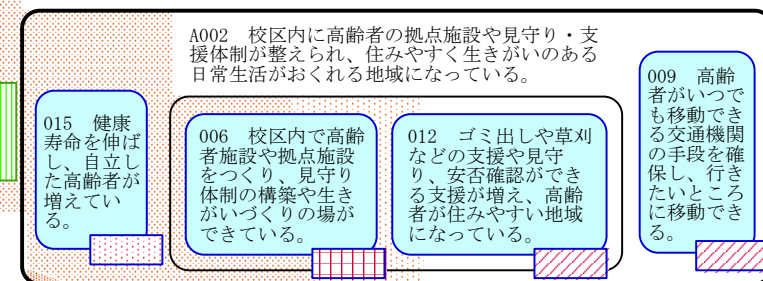 A002 校区内に高齢者の拠点施設や見守り・支
援体制が整えられ、住みやすく生きがいのある
日常生活がおくれる地域になっている。
015 健康
寿命を伸ば
し、自立し
た高齢者が
増えてい
る。
006 校区内で高齢
者施設や拠点施設
をつくり、見守り
体制の構築や生き
がいづくりの場が
できている。
012 ゴミ出しや草刈
などの支援や見守
り、安否確認ができ
る支援が増え、高齢
者が住みやすい地域
になっている。
009 高齢
者がいつで
も移動でき
る交通機関
の手段を確
保し、行き
たいところ
に移動でき
る。